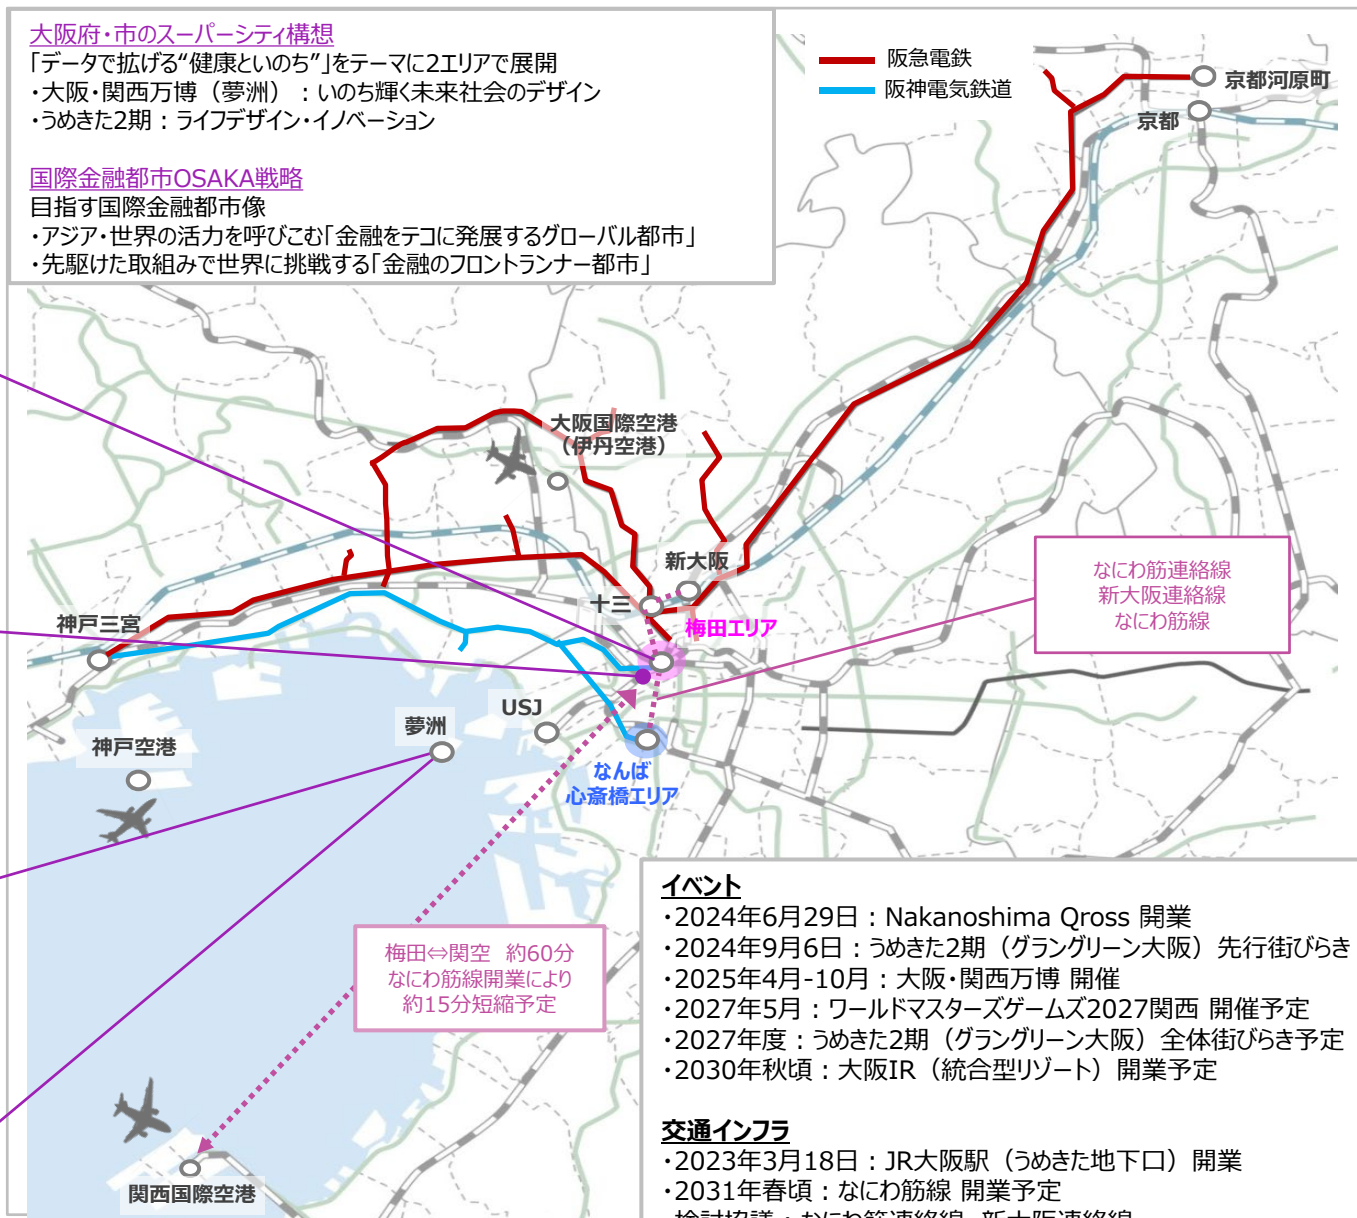 大阪府・市のスーパーシティ構想
「データで拡げる“健康といのち”」をテーマに2エリアで展開
・大阪・関西万博（夢洲）：いのち輝く未来社会のデザイン
・うめきた2期：ライフデザイン・イノベーション
国際金融都市OSAKA戦略
目指す国際金融都市像
・アジア・世界の活力を呼びこむ「金融をテコに発展するグローバル都市」
・先駆けた取組みで世界に挑戦する「金融のフロントランナー都市」
阪急電鉄
阪神電気鉄道
京都河原町
京都
大阪国際空港
（伊丹空港）
新大阪
十三
梅田エリア
なにわ筋連絡線
新大阪連絡線
なにわ筋線
神戸三宮
USJ
夢洲
神戸空港
なんば
心斎橋エリア
梅田⇔関空 約60分
なにわ筋線開業により
約15分短縮予定
関西国際空港
イベント
・2024年6月29日：Nakanoshima Qross 開業
・2024年9月6日：うめきた2期（グラングリーン大阪）先行街びらき
・2025年4月-10月：大阪・関西万博 開催
・2027年5月：ワールドマスターズゲームズ2027関西 開催予定
・2027年度：うめきた2期（グラングリーン大阪）全体街びらき予定
・2030年秋頃：大阪IR（統合型リゾート）開業予定
交通インフラ
・2023年3月18日：JR大阪駅（うめきた地下口）開業
・2031年春頃：なにわ筋線 開業予定
・検討協議：なにわ筋連絡線・新大阪連絡線